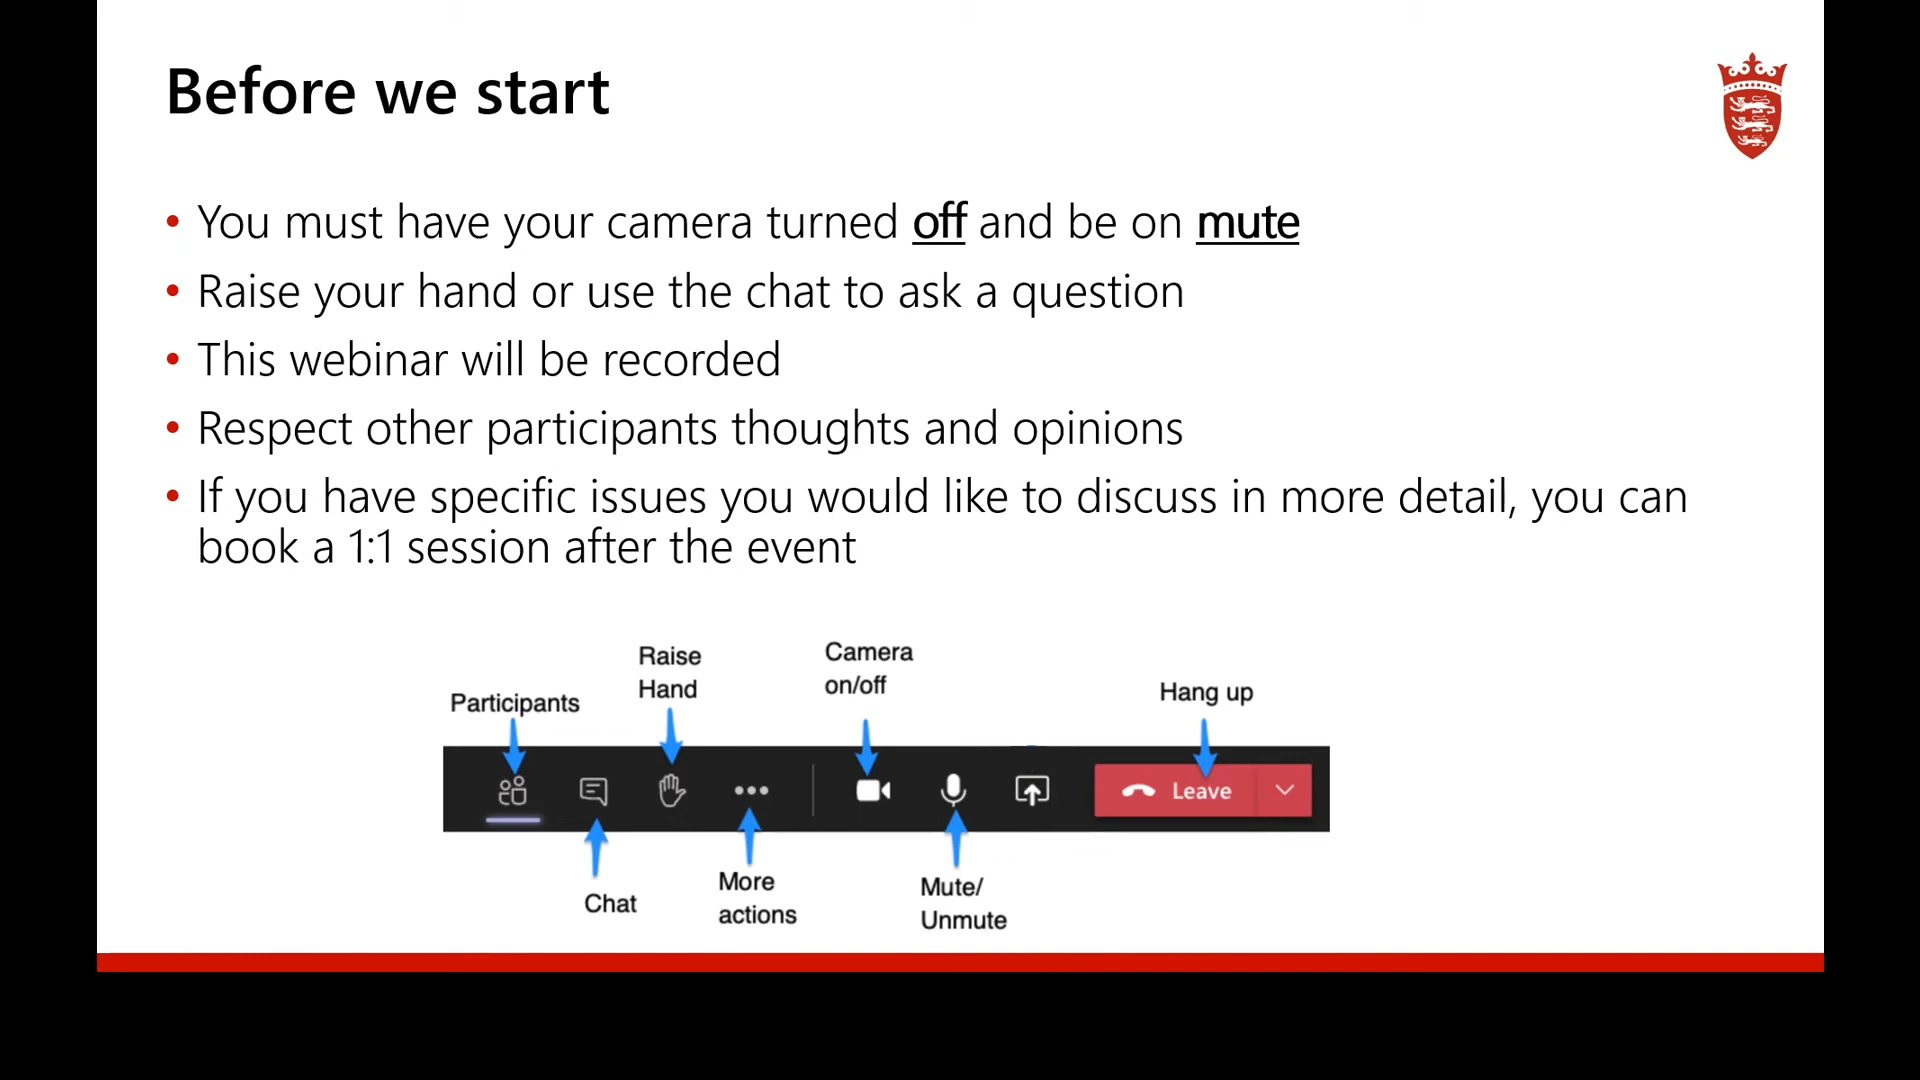 Before we start
• You must have your camera turned off and be on mute
• Raise your hand or use the chat to ask a question
• This webinar will be recorded
• Respect other participants thoughts and opinions
• If you have specific issues you would like to discuss in more detail, you can
book a 1:1 session after the event
Participants
Raise
Hand
Camera
on/off
Hang up
Leave
Chat
More
actions
Mute/
Unmute